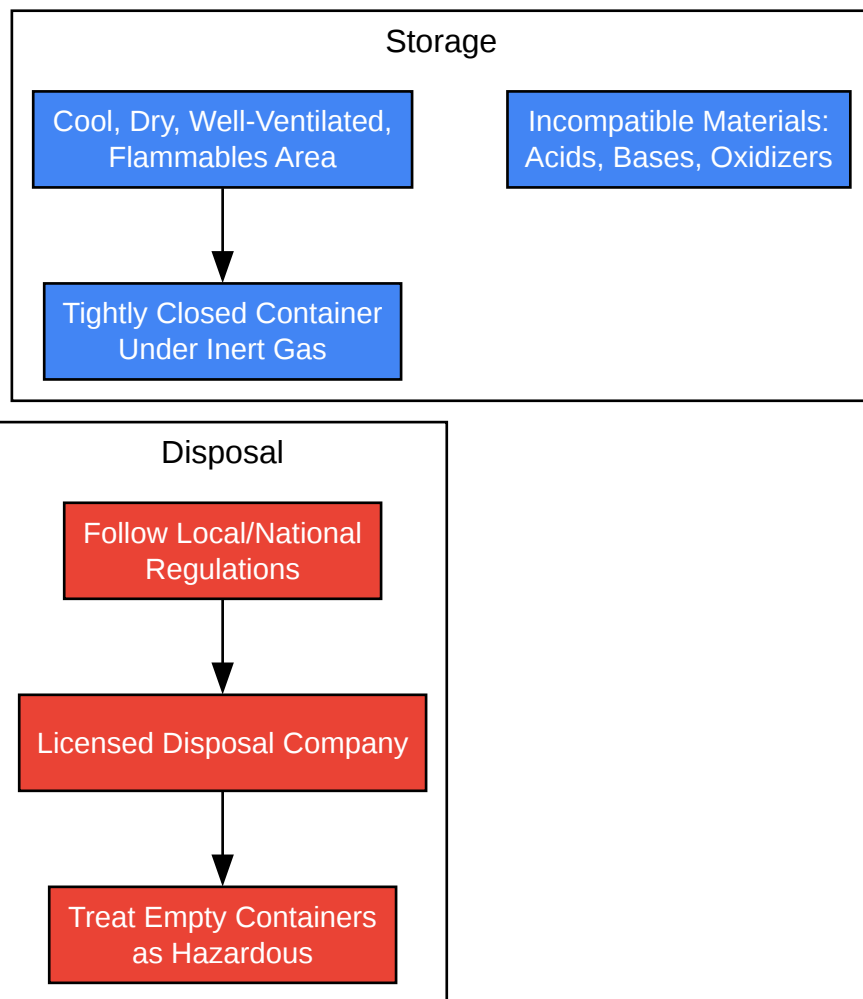 Storage
Cool, Dry, Well-Ventilated,
Flammables Area
Incompatible Materials:
Acids, Bases, Oxidizers
Tightly Closed Container
Under Inert Gas
Disposal
Follow Local/National
Regulations
Licensed Disposal Company
Treat Empty Containers
as Hazardous